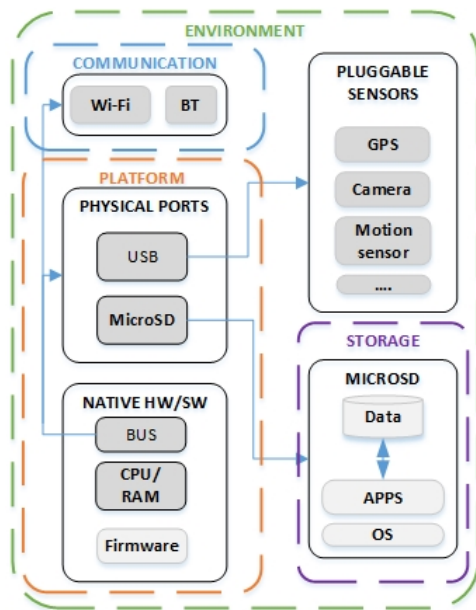 ENVIRONMENT
COMMUNICATION
Wi-Fi
BT
PLATFORM
PHYSICAL PORTS
USB
MicroSD
NATIVE HW/SW
BUS
CPU/
RAM
Firmware
PLUGGABLE
SENSORS
GPS
Camera
Motion
sensor
....
STORAGE
MICROSD
Data
APPS
OS